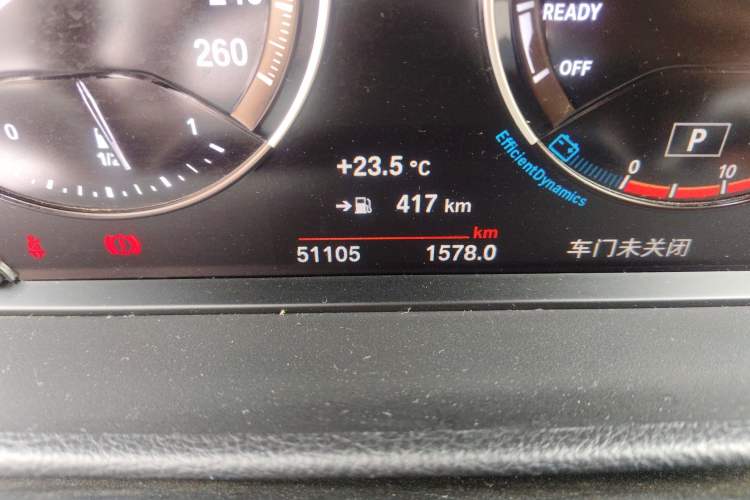 260
READY
OFF
0
1/2
1
+23.5 °C
417 km
km
51105
1578.0
EfficientDynamics
P
0
10
车门未关闭